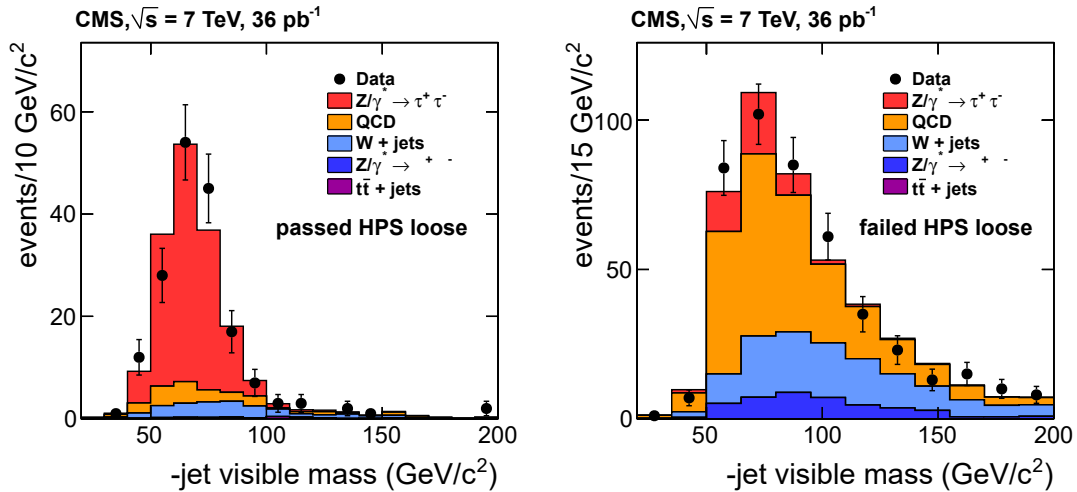 CMS, √s = 7 TeV, 36 pb⁻¹
events/10 GeV/c²
60
40
20
0
Data
Z/γ* → τ⁺ τ⁻
QCD
W + jets
Z/γ* → + -
tt̄ + jets
passed HPS loose
50 100 150 200
-jet visible mass (GeV/c²)
CMS, √s = 7 TeV, 36 pb⁻¹
events/15 GeV/c²
100
50
0
Data
Z/γ* → τ⁺ τ⁻
QCD
W + jets
Z/γ* → + -
tt̄ + jets
failed HPS loose
50 100 150 200
-jet visible mass (GeV/c²)